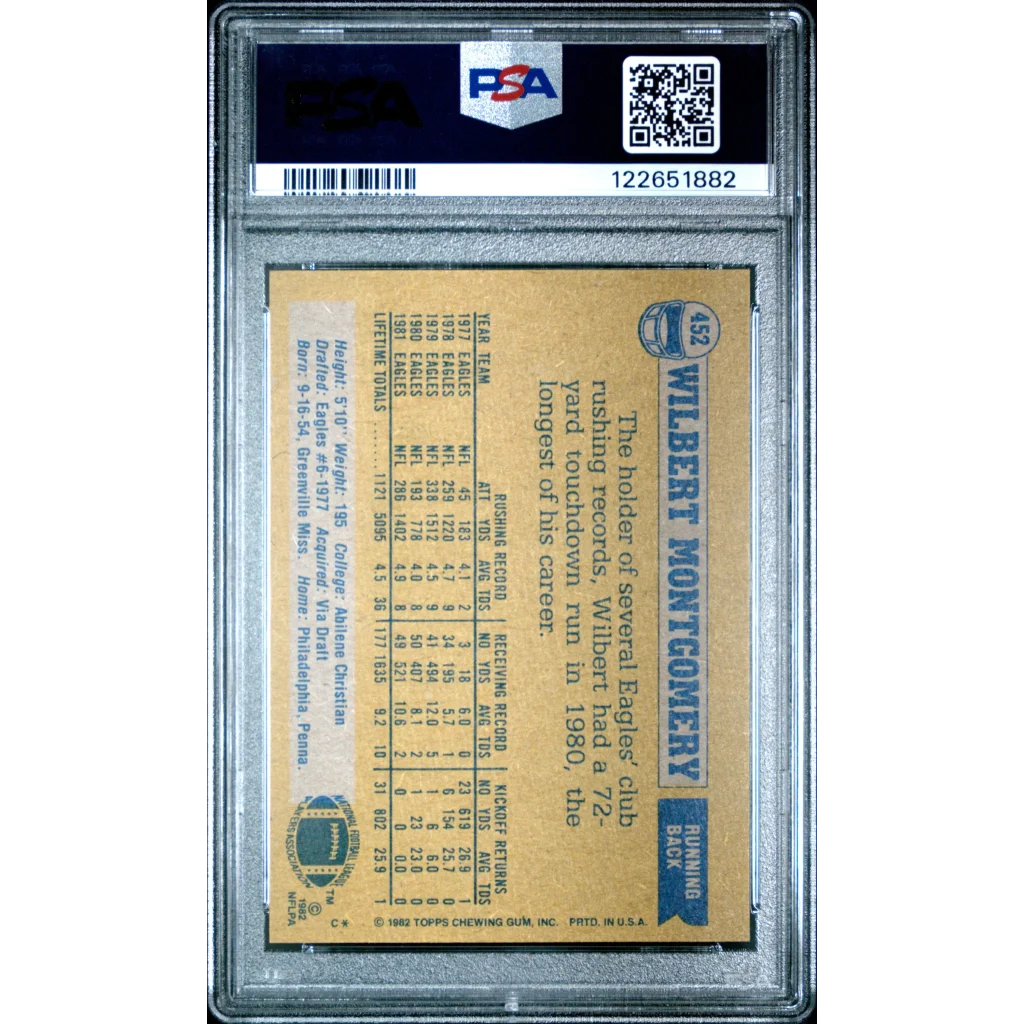 PSA
PSA
122651882
452
WILBERT MONTGOMERY
RUNNING
BACK
The holder of several Eagles' club
rushing records, Wilbert had a 72-
yard touchdown run in 1980, the
longest of his career.
RUSHING RECORD RECEIVING RECORD KICKOFF RETURNS
YEAR TEAM ATT YDS AVG TDS NO YDS AVG TDS NO YDS AVG TDS
1977 EAGLES NFL 45 183 4.1 2 3 18 6.0 0 23 619 26.9 1
1978 EAGLES NFL 259 1220 4.7 9 34 195 5.7 1 6 154 25.7 0
1979 EAGLES NFL 338 1512 4.5 9 41 494 12.0 5 1 6 6.0 0
1980 EAGLES NFL 193 778 4.0 8 50 407 8.1 2 1 23 23.0 0
1981 EAGLES NFL 286 1402 4.9 8 49 521 10.6 2 0 0 0.0 0
LIFETIME TOTALS ...... 1121 5095 4.5 36 177 1635 9.2 10 31 802 25.9 1
Height: 5'10" Weight: 195 College: Abilene Christian
Drafted: Eagles #6-1977 Acquired: Via Draft
Born: 9-16-54, Greenville Miss. Home: Philadelphia, Penna.
NATIONAL FOOTBALL LEAGUE
PLAYERS ASSOCIATION
TM
© 1982
NFLPA
C*
© 1982 TOPPS CHEWING GUM, INC. PRTD. IN U.S.A.